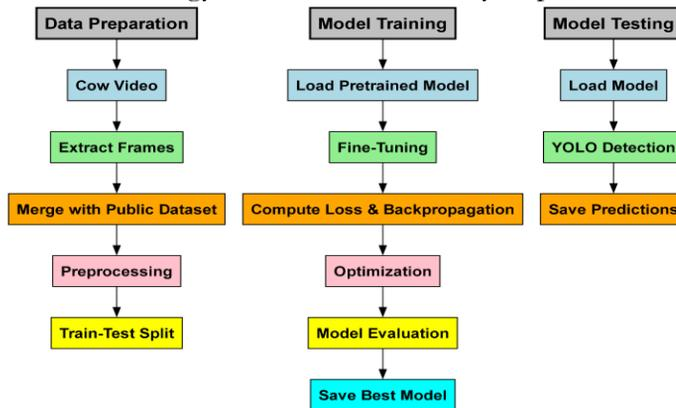 Data Preparation
Cow Video
Extract Frames
Merge with Public Dataset
Preprocessing
Train-Test Split
Model Training
Load Pretrained Model
Fine-Tuning
Compute Loss & Backpropagation
Optimization
Model Evaluation
Save Best Model
Model Testing
Load Model
YOLO Detection
Save Predictions